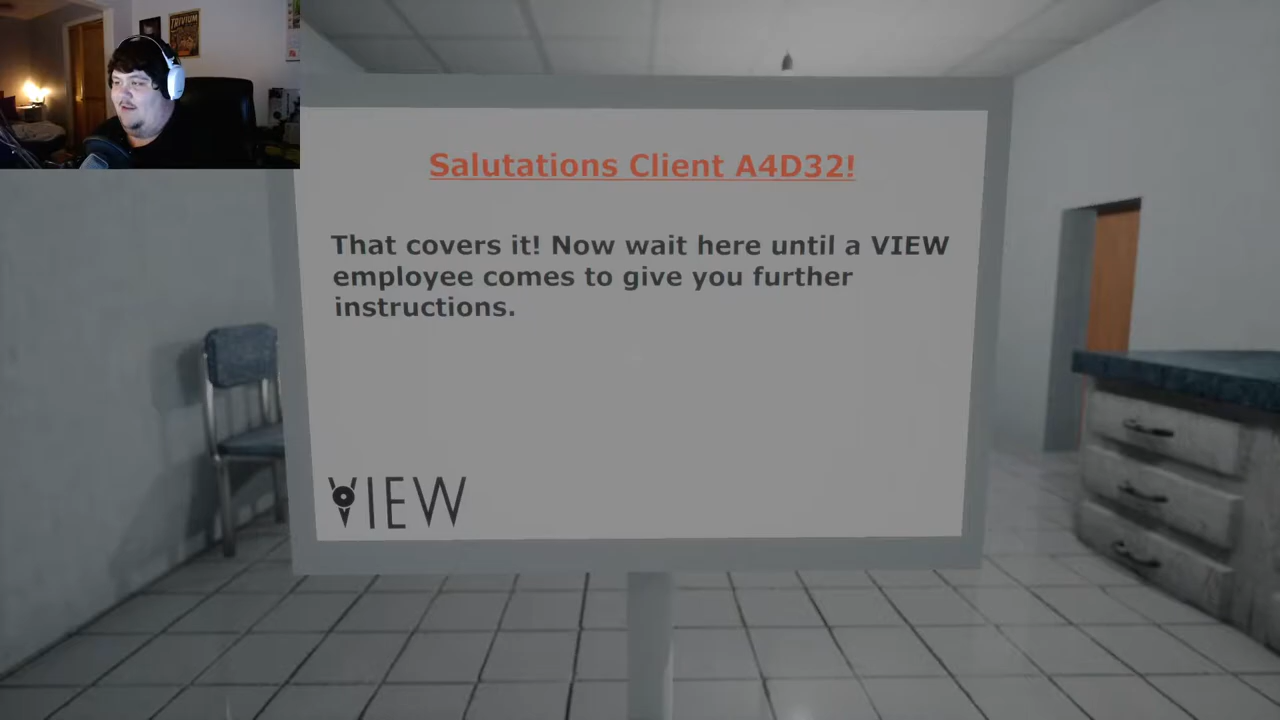 TRIVIUM
Salutations Client A4D32!
That covers it! Now wait here until a VIEW
employee comes to give you further
instructions.
VIEW